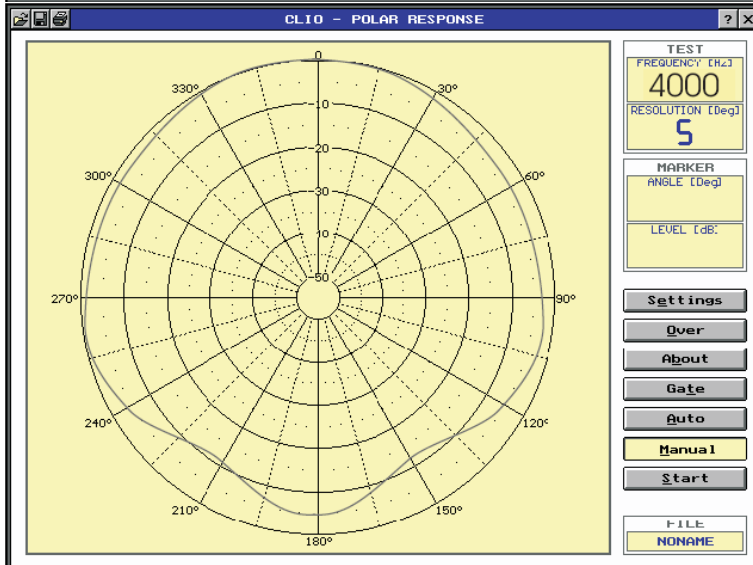 CLIO - POLAR RESPONSE
? X
0
30°
60°
90°
120°
150°
180°
210°
240°
270°
300°
330°
-10
-20
-30
-50
TEST
FREQUENCY [Hz]
4000
RESOLUTION [Deg]
5
MARKER
ANGLE [Deg]
LEVEL [dB]
Settings
Over
About
Gate
Auto
Manual
Start
FILE
NONAME